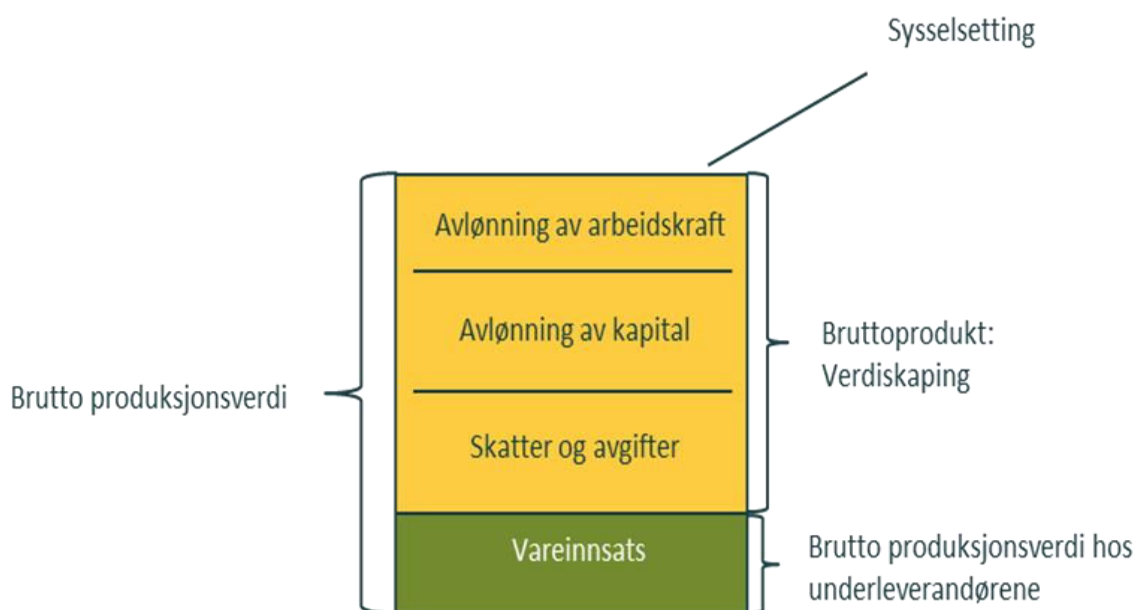 Sysselsetting
Avlønning av arbeidskraft
Avlønning av kapital
Bruttoprodukt:
Verdiskaping
Brutto produksjonsverdi
Skatter og avgifter
Vareinnsats
Brutto produksjonsverdi hos
underleverandørene